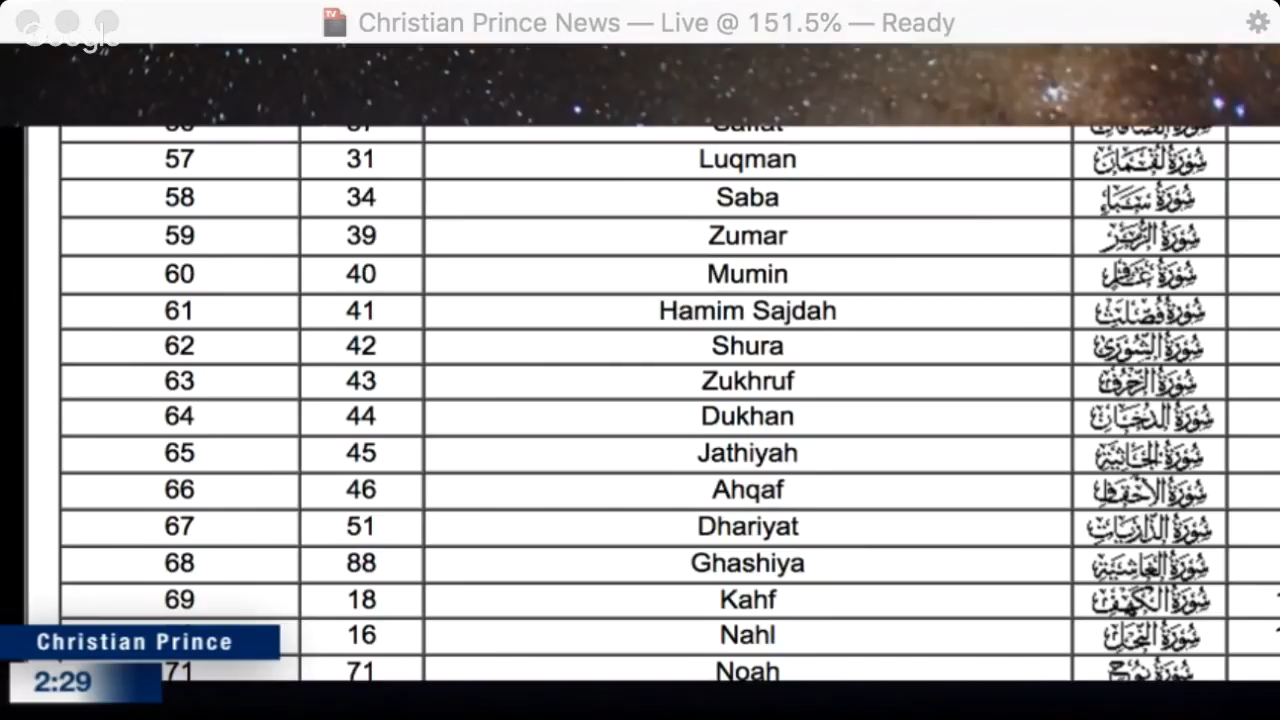 Christian Prince News — Live @ 151.5% — Ready
Google
57 31 Luqman سُورَةُ لُقْمَان
58 34 Saba سُورَةُ سَبَإ
59 39 Zumar سُورَةُ الزُّمَر
60 40 Mumin سُورَةُ غَافِر
61 41 Hamim Sajdah سُورَةُ فُصِّلَت
62 42 Shura سُورَةُ الشُّورَى
63 43 Zukhruf سُورَةُ الزُّخْرُف
64 44 Dukhan سُورَةُ الدُّخَان
65 45 Jathiyah سُورَةُ الجَاثِيَة
66 46 Ahqaf سُورَةُ الأَحْقَاف
67 51 Dhariyat سُورَةُ الذَّارِيَات
68 88 Ghashiya سُورَةُ الغَاشِيَة
69 18 Kahf سُورَةُ الكَهْف
16 Nahl سُورَةُ النَّحْل
71 71 Noah سُورَةُ نُوح
Christian Prince
2:29